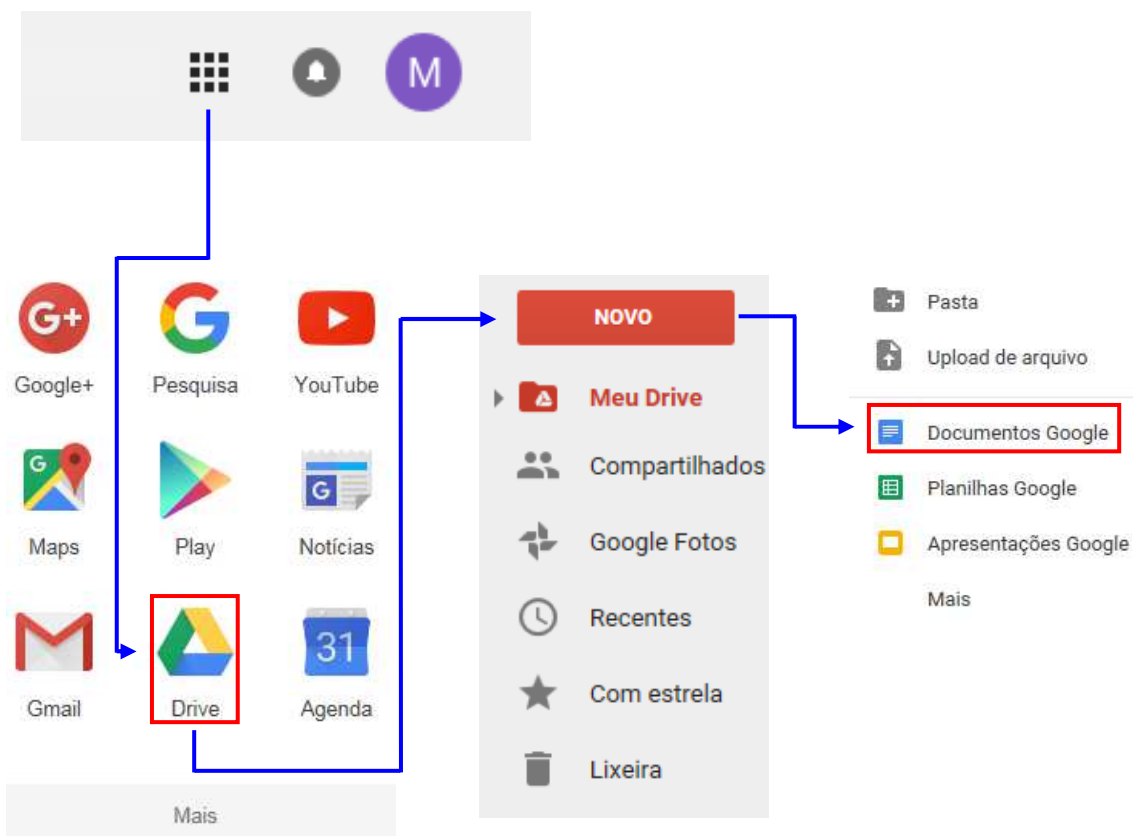 M
G+
G
Google+
Pesquisa
YouTube
G
G
Maps
Play
Notícias
31
Gmail
Drive
Agenda
Mais
NOVO
Meu Drive
Compartilhados
Google Fotos
Recentes
Com estrela
Lixeira
Pasta
Upload de arquivo
Documentos Google
Planilhas Google
Apresentações Google
Mais